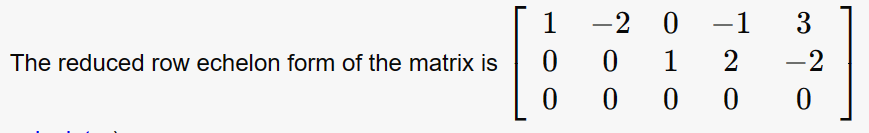 The reduced row echelon form of the matrix is
1 −2 0 −1 3
0 0 1 2 −2
0 0 0 0 0